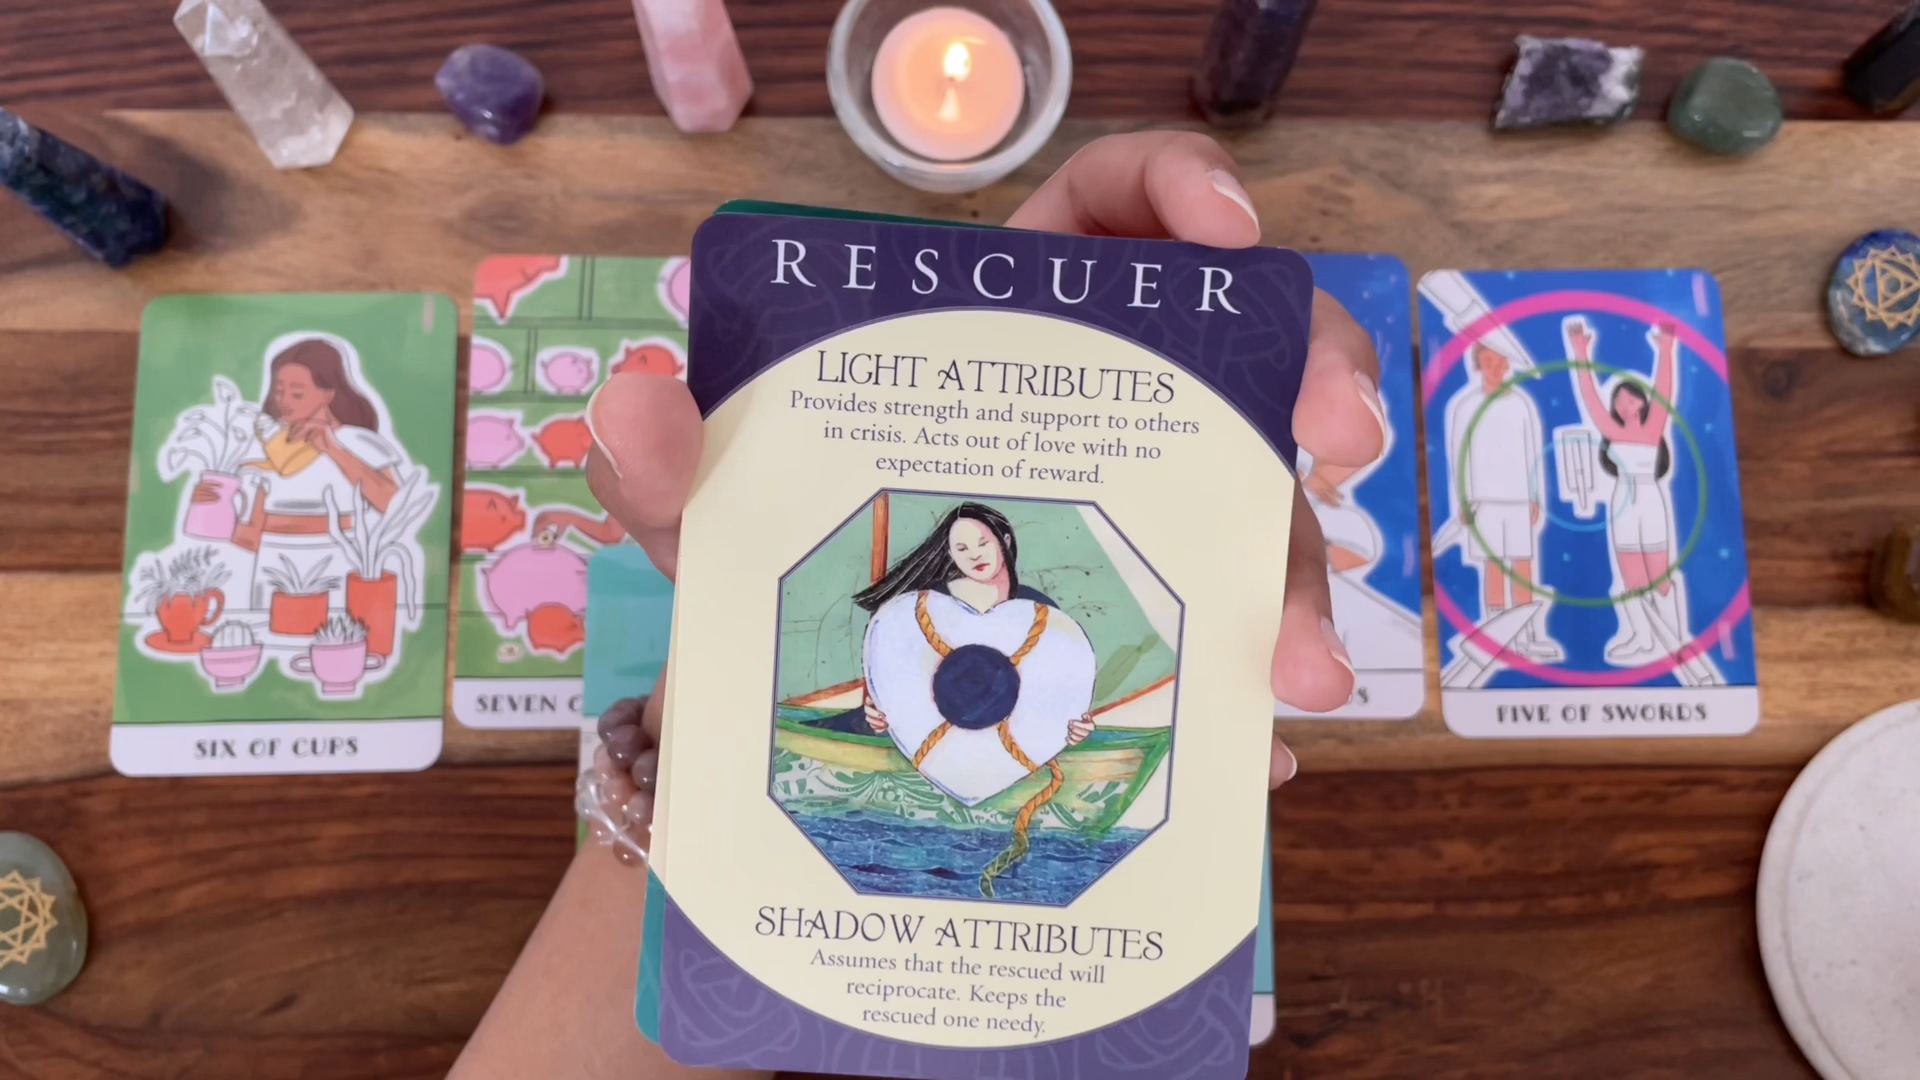 RESCUER
LIGHT ATTRIBUTES
Provides strength and support to others
in crisis. Acts out of love with no
expectation of reward.
SHADOW ATTRIBUTES
Assumes that the rescued will
reciprocate. Keeps the
rescued one needy.
SIX OF CUPS
SEVEN
FIVE OF SWORDS